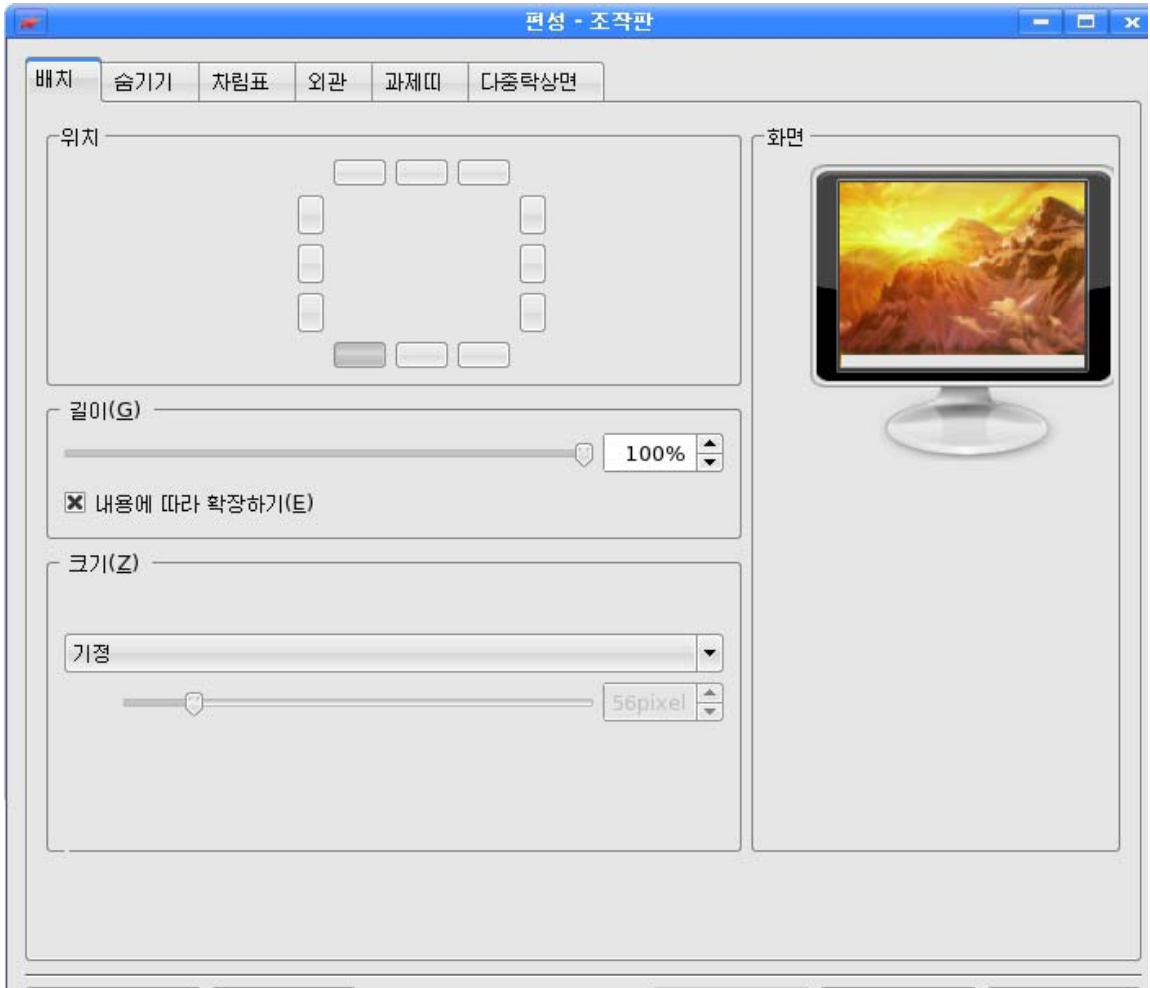 편성 - 조작판
배치 숨기기 차림표 외관 과제띠 다중탁상면
위치
화면
길이(G)
100%
내용에 따라 확장하기(E)
크기(Z)
기정
56pixel